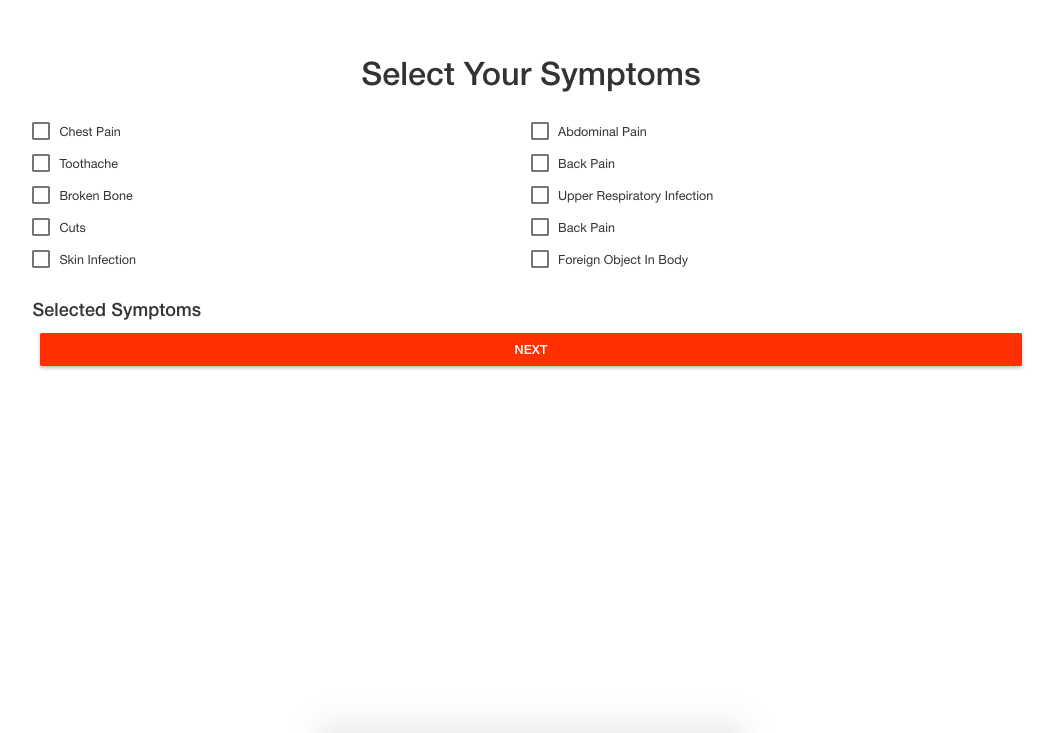 Select Your Symptoms
Chest Pain
Abdominal Pain
Toothache
Back Pain
Broken Bone
Upper Respiratory Infection
Cuts
Back Pain
Skin Infection
Foreign Object In Body
Selected Symptoms
NEXT